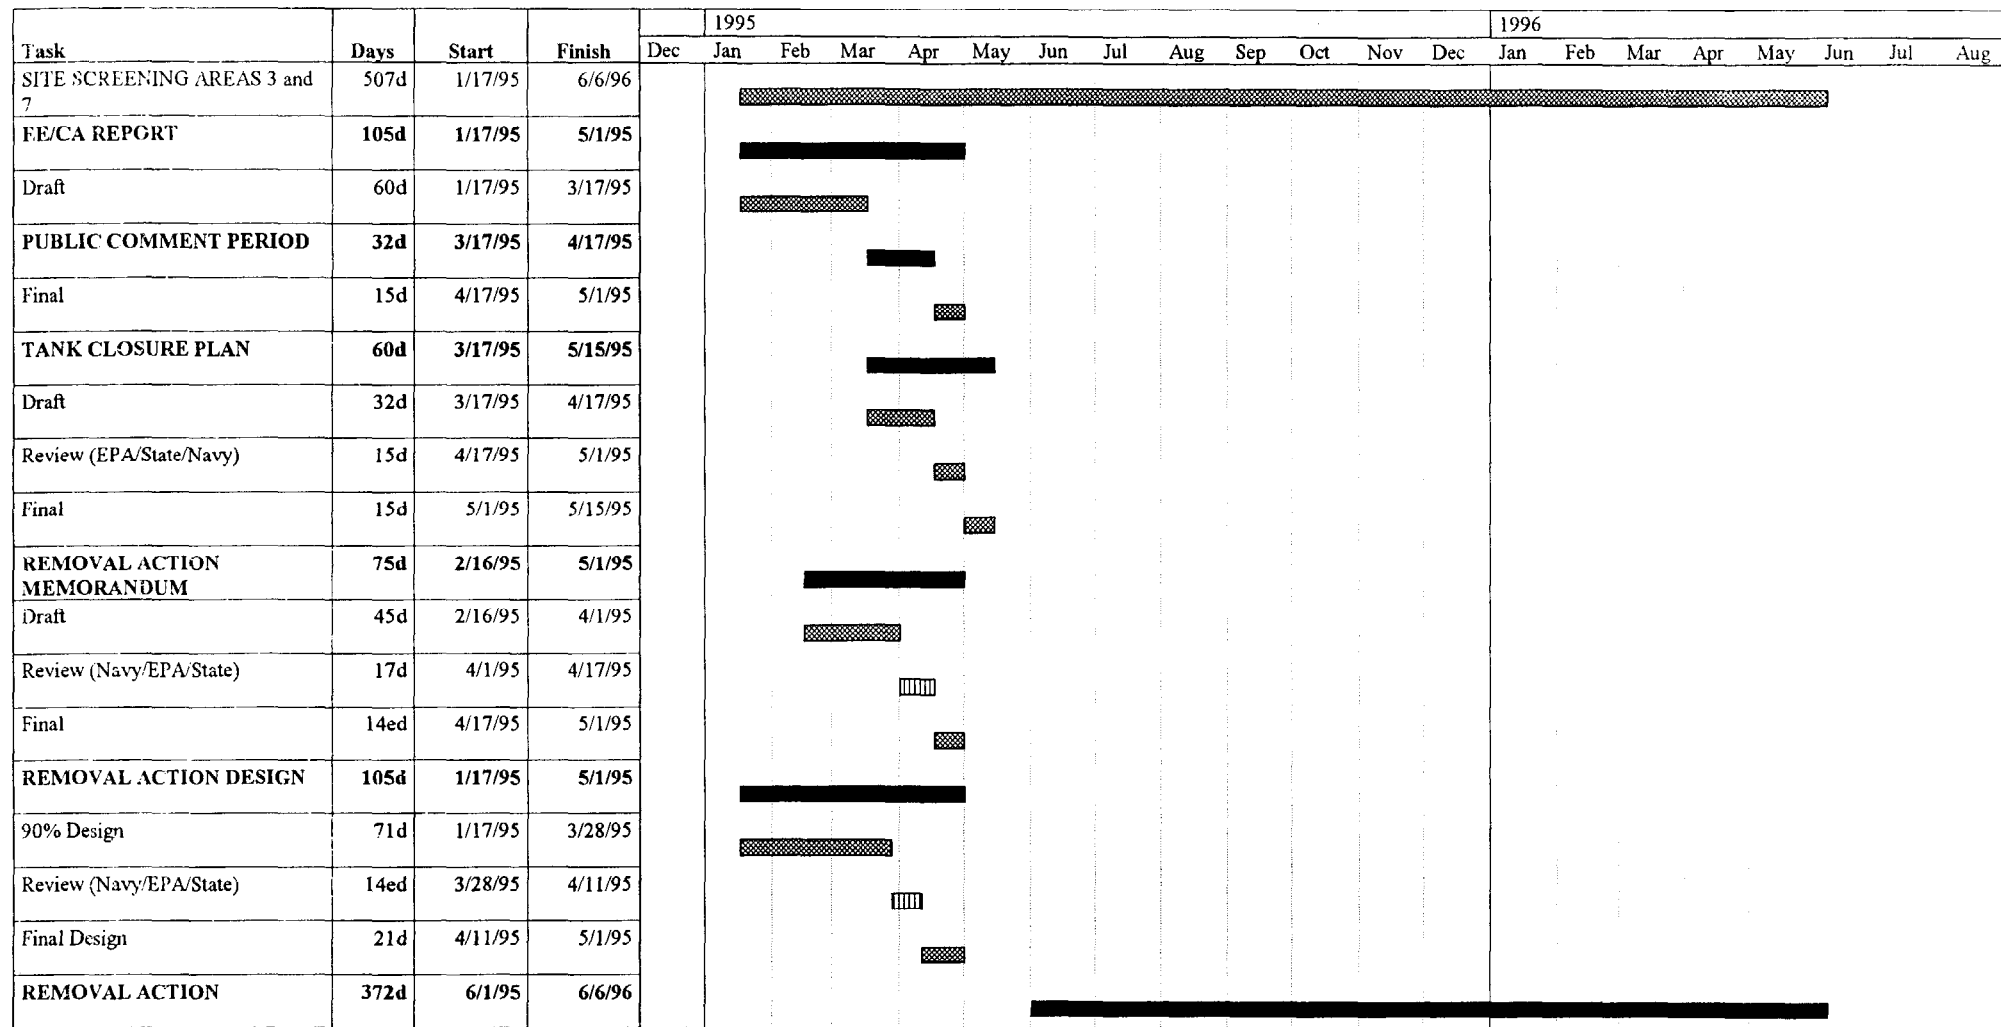 1995 1996
Task Days Start Finish Dec Jan Feb Mar Apr May Jun Jul Aug Sep Oct Nov Dec Jan Feb Mar Apr May Jun Jul Aug
SITE SCREENING AREAS 3 and 507d 1/17/95 6/6/96
7
EE/CA REPORT 105d 1/17/95 5/1/95
Draft 60d 1/17/95 3/17/95
PUBLIC COMMENT PERIOD 32d 3/17/95 4/17/95
Final 15d 4/17/95 5/1/95
TANK CLOSURE PLAN 60d 3/17/95 5/15/95
Draft 32d 3/17/95 4/17/95
Review (EPA/State/Navy) 15d 4/17/95 5/1/95
Final 15d 5/1/95 5/15/95
REMOVAL ACTION 75d 2/16/95 5/1/95
MEMORANDUM
Draft 45d 2/16/95 4/1/95
Review (Navy/EPA/State) 17d 4/1/95 4/17/95
Final 14ed 4/17/95 5/1/95
REMOVAL ACTION DESIGN 105d 1/17/95 5/1/95
90% Design 71d 1/17/95 3/28/95
Review (Navy/EPA/State) 14ed 3/28/95 4/11/95
Final Design 21d 4/11/95 5/1/95
REMOVAL ACTION 372d 6/1/95 6/6/96